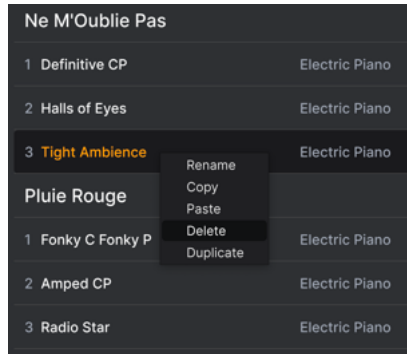 Ne M'Oublie Pas
1 Definitive CP Electric Piano
2 Halls of Eyes Electric Piano
3 Tight Ambience Electric Piano
Rename
Copy
Paste
Delete
Duplicate
Pluie Rouge
1 Fonky C Fonky P Electric Piano
2 Amped CP Electric Piano
3 Radio Star Electric Piano